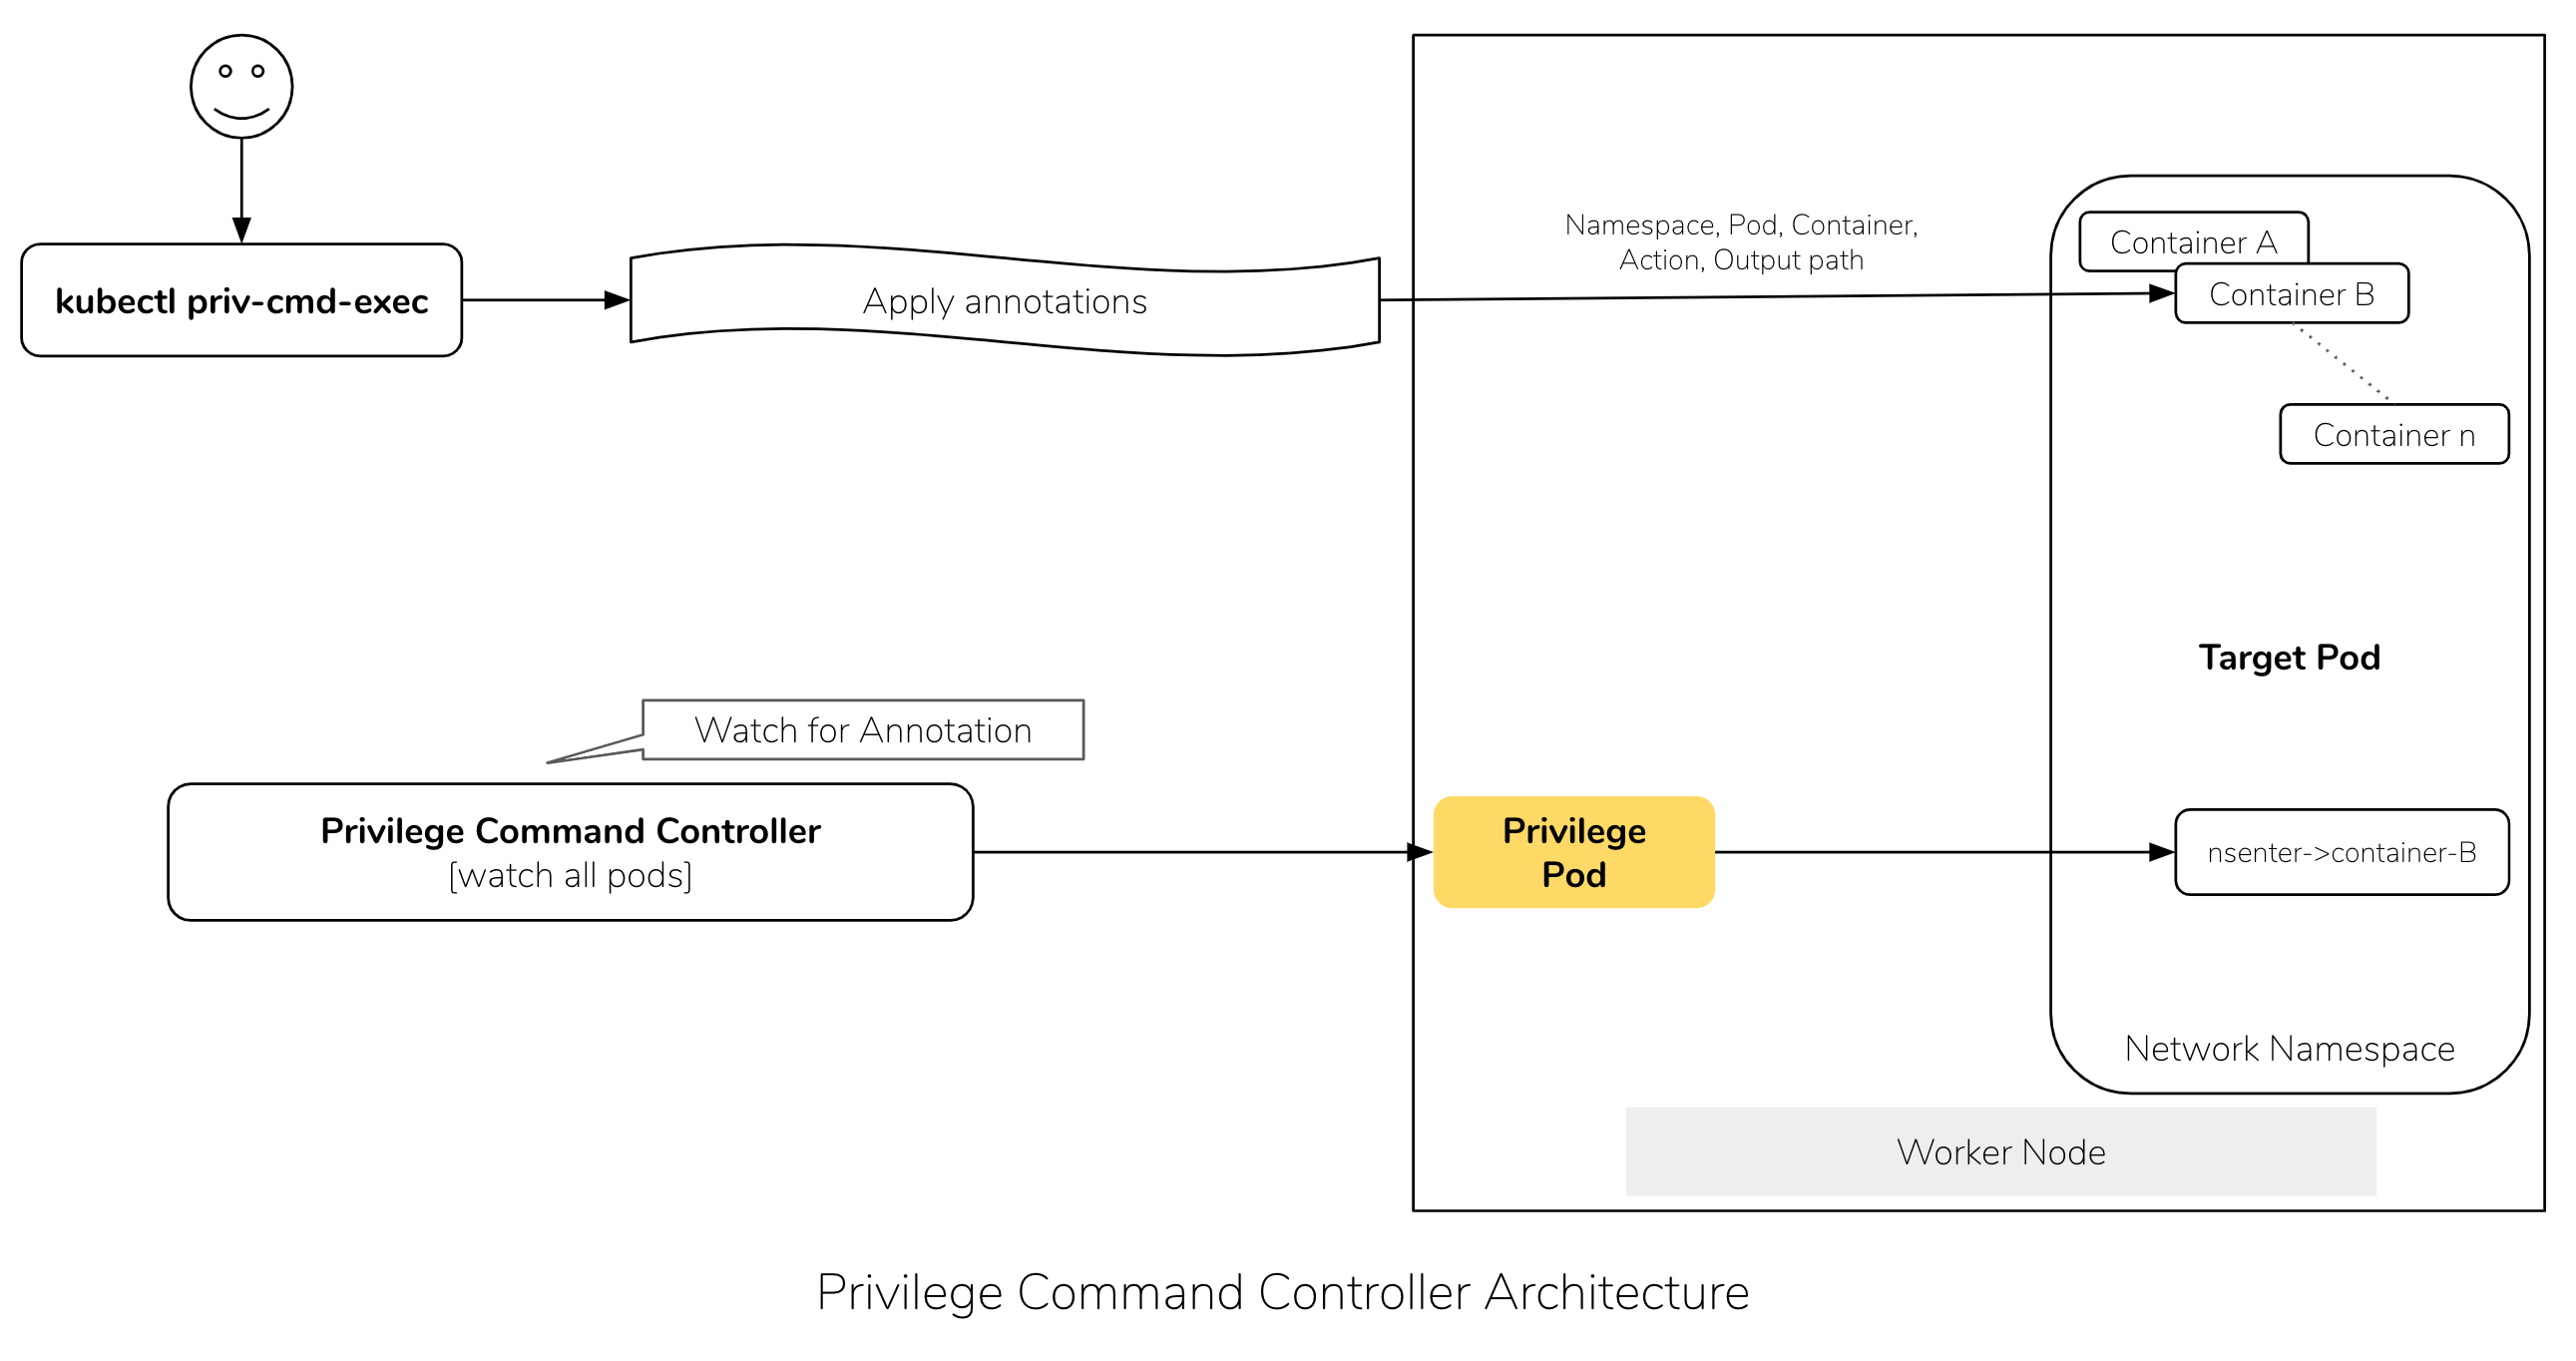 kubectl priv-cmd-exec
Apply annotations
Namespace, Pod, Container,
Action, Output path
Container A
Container B
Container n
Target Pod
Watch for Annotation
Privilege Command Controller
[watch all pods]
Privilege
Pod
nsenter->container-B
Network Namespace
Worker Node
Privilege Command Controller Architecture